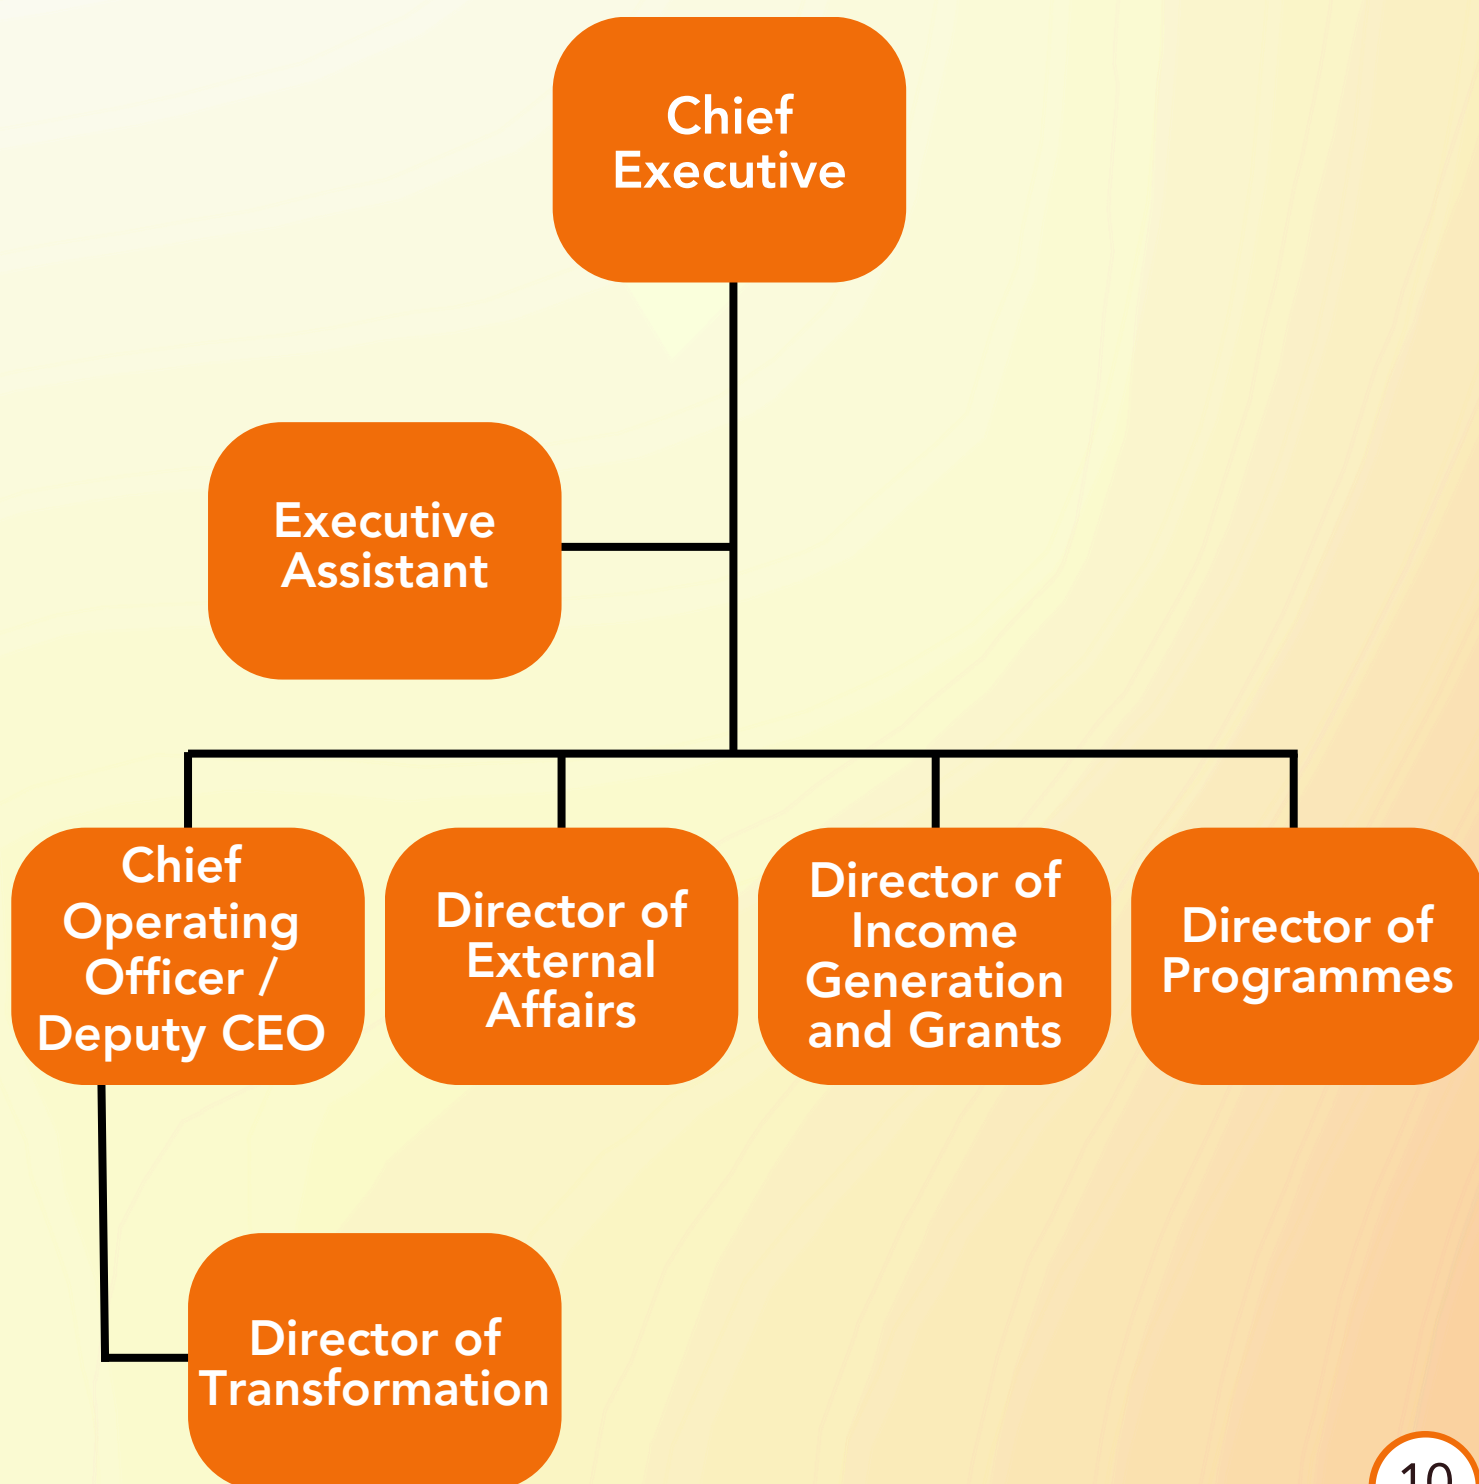 Chief
Executive
Executive
Assistant
Chief
Operating
Officer /
Deputy CEO
Director of
External
Affairs
Director of
Income
Generation
and Grants
Director of
Programmes
Director of
Transformation
10